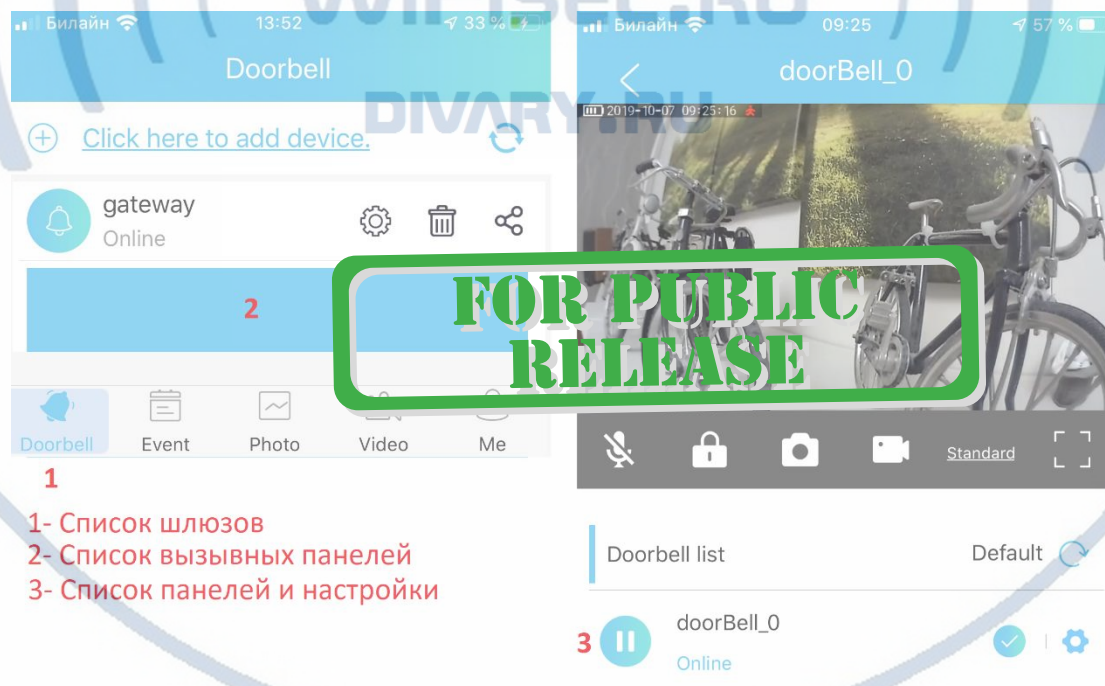 WIFISEC.RU
DIVARY.RU
Билайн 13:52 33 %
Doorbell
Click here to add device.
gateway
Online
2
Doorbell Event Photo Video Me
1
1- Список шлюзов
2- Список вызывных панелей
3- Список панелей и настройки
Билайн 09:25 57 %
doorBell_0
2019-10-07 09:25:16
FOR PUBLIC
RELEASE
Standard
Doorbell list Default
3
doorBell_0
Online